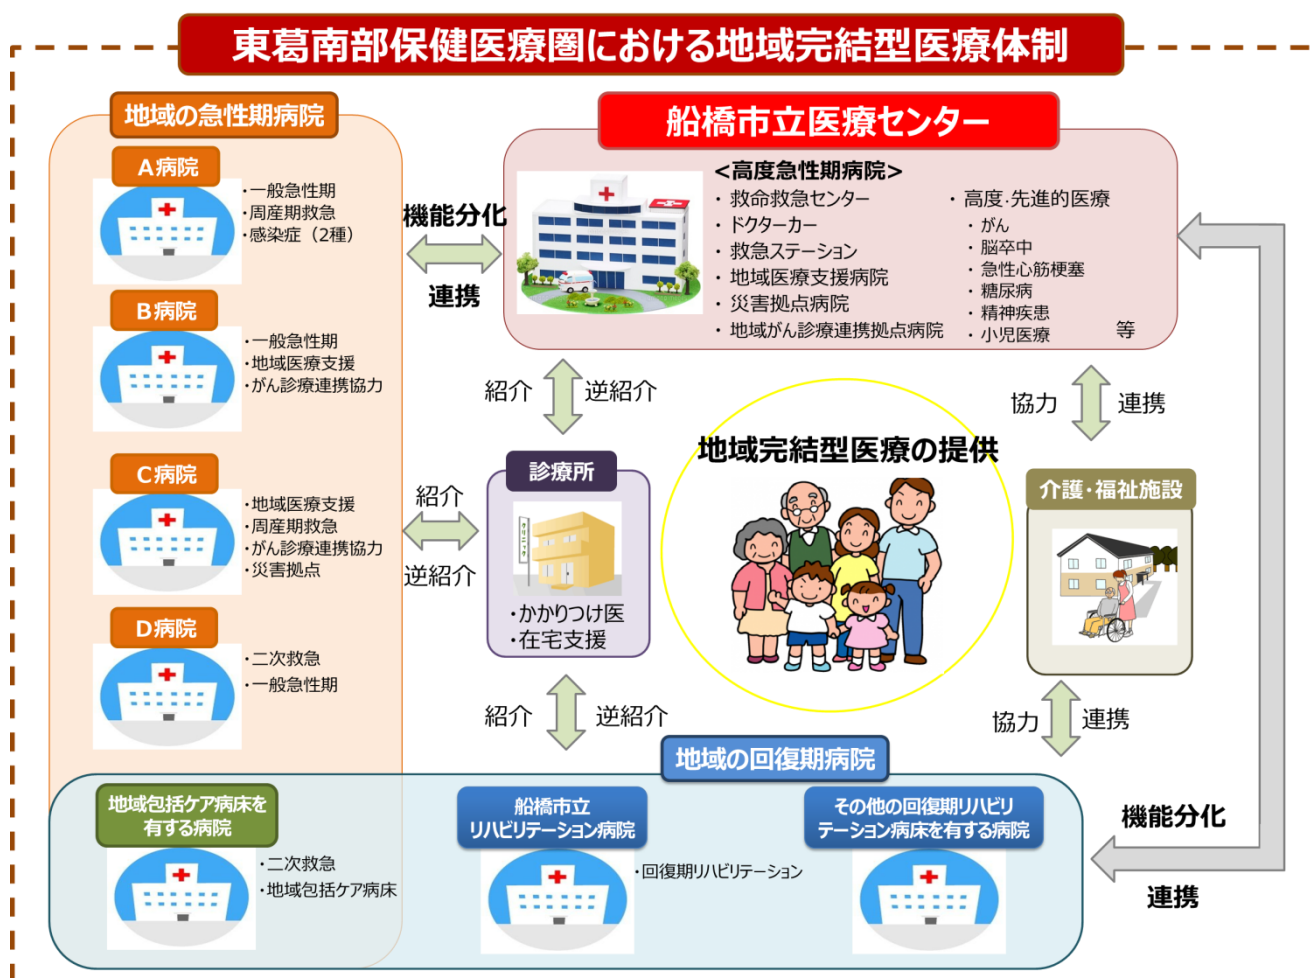 東葛南部保健医療圏における地域完結型医療体制
地域の急性期病院
A病院
・一般急性期
・周産期救急
・感染症（2種）
B病院
・一般急性期
・地域医療支援
・がん診療連携協力
C病院
・地域医療支援
・周産期救急
・がん診療連携協力
・災害拠点
D病院
・二次救急
・一般急性期
機能分化
連携
船橋市立医療センター
<高度急性期病院>
・救命救急センター
・ドクターカー
・救急ステーション
・地域医療支援病院
・災害拠点病院
・地域がん診療連携拠点病院
・高度・先進的医療
・がん
・脳卒中
・急性心筋梗塞
・糖尿病
・精神疾患
・小児医療 等
紹介 逆紹介
協力 連携
診療所
クリニック
・かかりつけ医
・在宅支援
紹介
逆紹介
地域完結型医療の提供
介護・福祉施設
紹介 逆紹介
協力 連携
地域の回復期病院
地域包括ケア病床を
有する病院
・二次救急
・地域包括ケア病床
船橋市立
リハビリテーション病院
・回復期リハビリテーション
その他の回復期リハビリ
テーション病床を有する病院
機能分化
連携